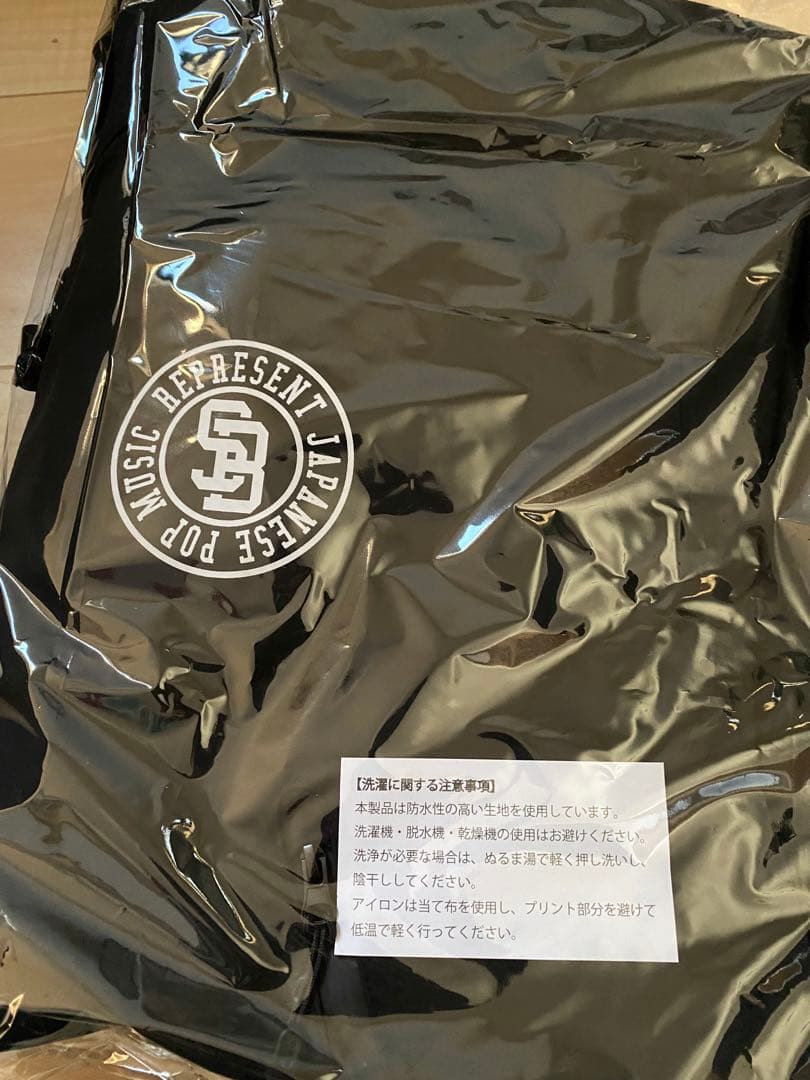 REPRESENT JAPANESE POP MUSIC
SB
【洗濯に関する注意事項】
本製品は防水性の高い生地を使用しています。
洗濯機・脱水機・乾燥機の使用はお避けください。
洗浄が必要な場合は、ぬるま湯で軽く押し洗いし、
陰干ししてください。
アイロンは当て布を使用し、プリント部分を避けて
低温で軽く行ってください。